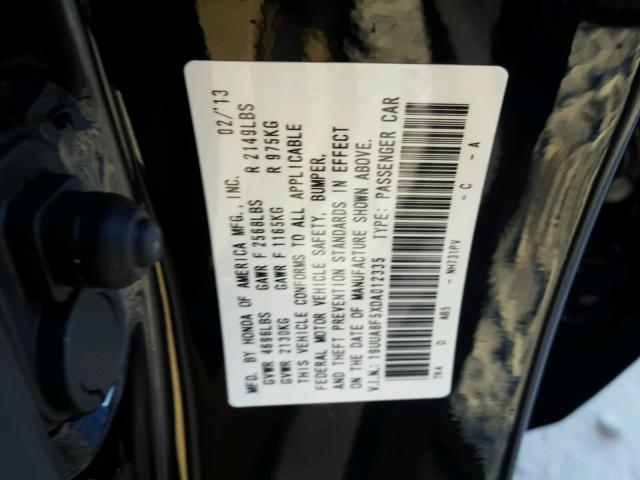 MFD. BY HONDA OF AMERICA MFG., INC. 02/'13
GVWR 4696LBS GAWR F 2568LBS R 2149LBS
GVWR 2130KG GAWR F 1165KG R 975KG
THIS VEHICLE CONFORMS TO ALL APPLICABLE
FEDERAL MOTOR VEHICLE SAFETY, BUMPER,
AND THEFT PREVENTION STANDARDS IN EFFECT
ON THE DATE OF MANUFACTURE SHOWN ABOVE.
V.I.N.: 19UUA8F5XDA012335 TYPE: PASSENGER CAR
TK4 D AB5 - NH731PV - C - A